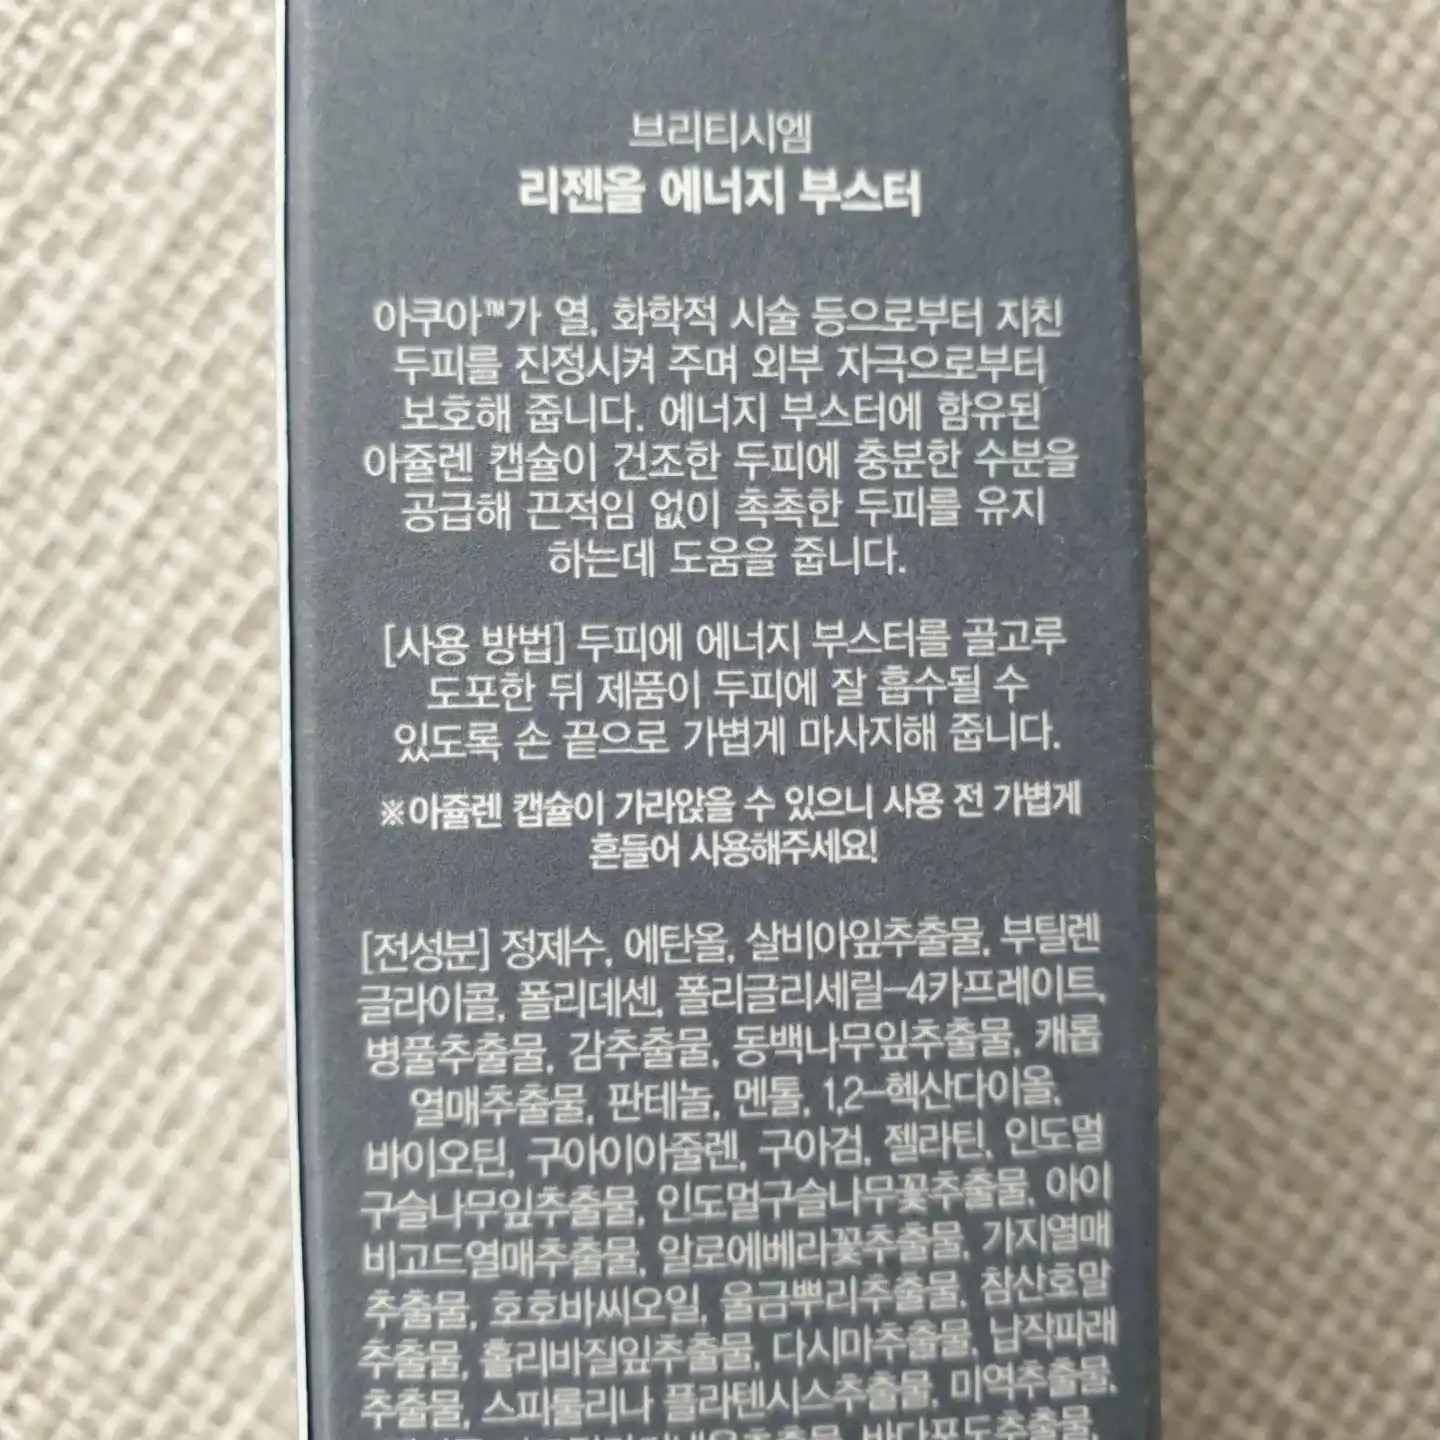 브리티시엠
리젠올 에너지 부스터
아쿠아™가 열, 화학적 시술 등으로부터 지친
두피를 진정시켜 주며 외부 자극으로부터
보호해 줍니다. 에너지 부스터에 함유된
아쥴렌 캡슐이 건조한 두피에 충분한 수분을
공급해 끈적임 없이 촉촉한 두피를 유지
하는데 도움을 줍니다.
[사용 방법] 두피에 에너지 부스터를 골고루
도포한 뒤 제품이 두피에 잘 흡수될 수
있도록 손 끝으로 가볍게 마사지해 줍니다.
※아쥴렌 캡슐이 가라앉을 수 있으니 사용 전 가볍게
흔들어 사용해주세요!
[전성분] 정제수, 에탄올, 살비아잎추출물, 부틸렌
글라이콜, 폴리데센, 폴리글리세릴-4카프레이트,
병풀추출물, 감추출물, 동백나무잎추출물, 캐롭
열매추출물, 판테놀, 멘톨, 1,2-헥산다이올,
바이오틴, 구아이아줄렌, 구아검, 젤라틴, 인도멀
구슬나무잎추출물, 인도멀구슬나무꽃추출물, 아이
비고드열매추출물, 알로에베라꽃추출물, 가지열매
추출물, 호호바씨오일, 울금뿌리추출물, 참산호말
추출물, 홀리바질잎추출물, 다시마추출물, 납작파래
추출물, 스피룰리나 플라텐시스추출물, 미역추출물,
바다포도추출물,